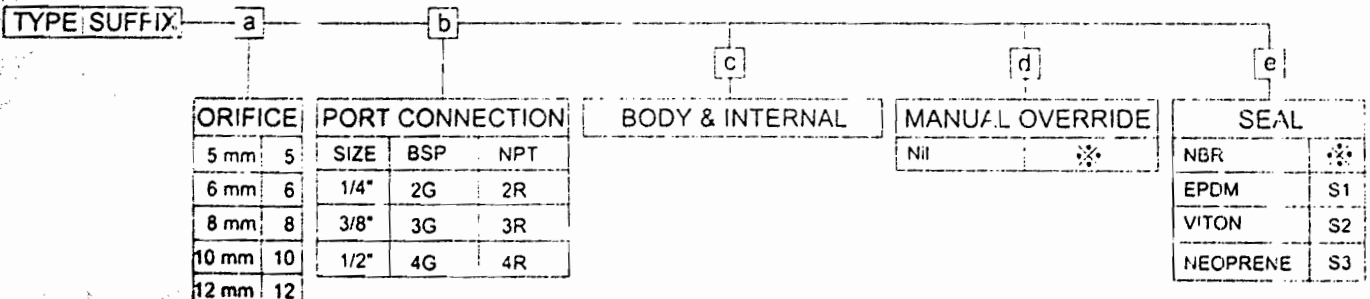 TYPE SUFFIX a b
c d e
ORIFICE PORT CONNECTION BODY & INTERNAL MANUAL OVERRIDE SEAL
5 mm 5 SIZE BSP NPT Nil ※ NBR ※
6 mm 6 1/4" 2G 2R EPDM S1
8 mm 8 3/8" 3G 3R VITON S2
10 mm 10 1/2" 4G 4R NEOPRENE S3
12 mm 12